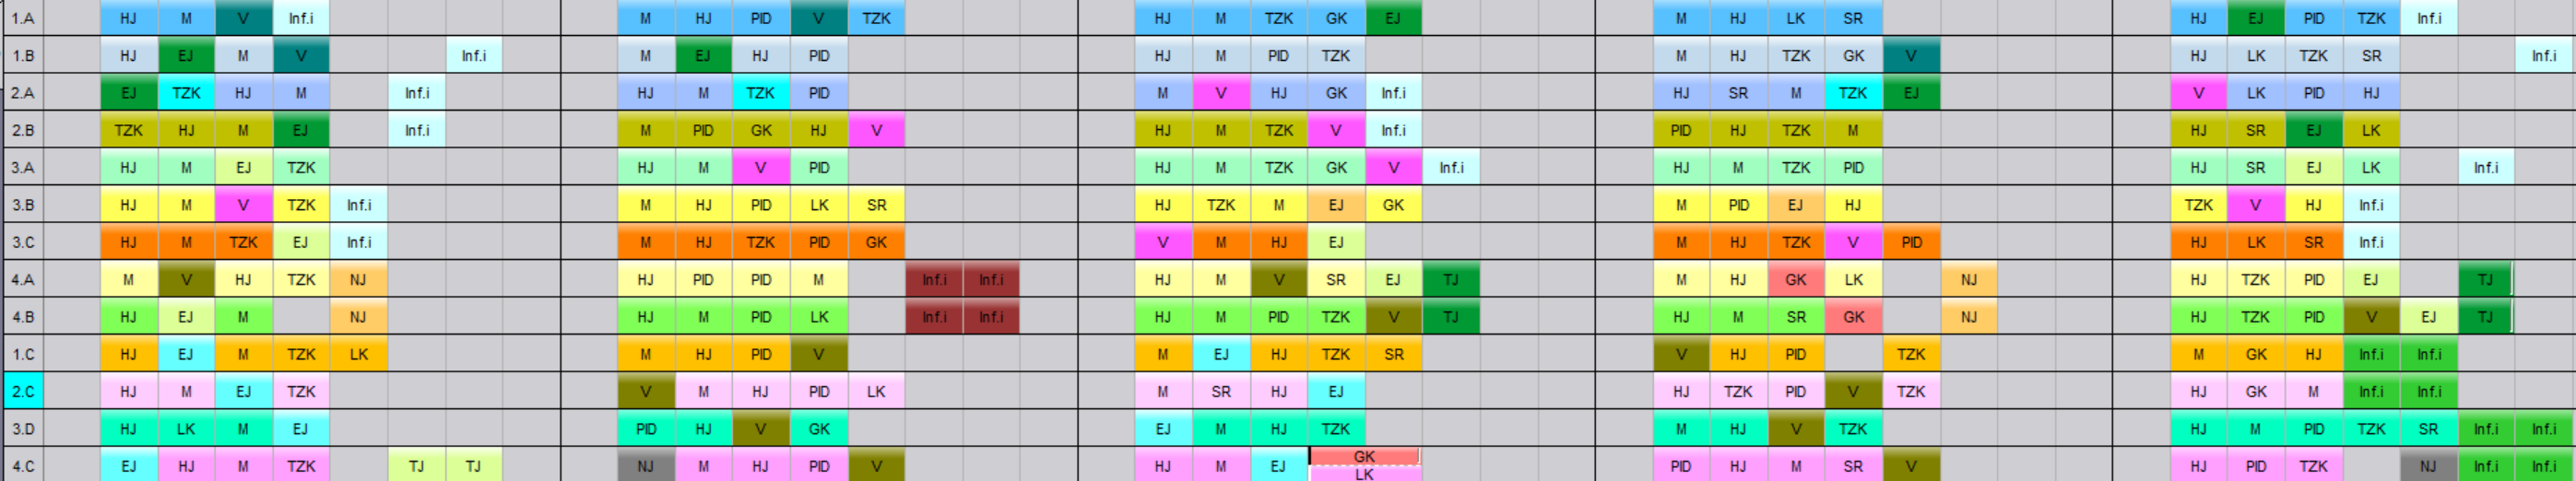 1.A HJ M V Inf.i M HJ PID V TZK HJ M TZK GK EJ M HJ LK SR HJ EJ PID TZK Inf.i
1.B HJ EJ M V Inf.i M EJ HJ PID HJ M PID TZK M HJ TZK GK V HJ LK TZK SR Inf.i
2.A EJ TZK HJ M Inf.i HJ M TZK PID M V HJ GK Inf.i HJ SR M TZK EJ V LK PID HJ
2.B TZK HJ M EJ Inf.i M PID GK HJ V HJ M TZK V Inf.i PID HJ TZK M HJ SR EJ LK
3.A HJ M EJ TZK HJ M V PID HJ M TZK GK V Inf.i HJ M TZK PID HJ SR EJ LK Inf.i
3.B HJ M V TZK Inf.i M HJ PID LK SR HJ TZK M EJ GK M PID EJ HJ TZK V HJ Inf.i
3.C HJ M TZK EJ Inf.i M HJ TZK PID GK V M HJ EJ M HJ TZK V PID HJ LK SR Inf.i
4.A M V HJ TZK NJ HJ PID PID M Inf.i Inf.i HJ M V SR EJ TJ M HJ GK LK NJ HJ TZK PID EJ TJ
4.B HJ EJ M NJ HJ M PID LK Inf.i Inf.i HJ M PID TZK V TJ HJ M SR GK NJ HJ TZK PID V EJ TJ
1.C HJ EJ M TZK LK M HJ PID V M EJ HJ TZK SR V HJ PID TZK M GK HJ Inf.i Inf.i
2.C HJ M EJ TZK V M HJ PID LK M SR HJ EJ HJ TZK PID V TZK HJ GK M Inf.i Inf.i
3.D HJ LK M EJ PID HJ V GK EJ M HJ TZK M HJ V TZK HJ M PID TZK SR Inf.i Inf.i
4.C EJ HJ M TZK TJ TJ NJ M HJ PID V HJ M EJ GK LK PID HJ M SR V HJ PID TZK NJ Inf.i Inf.i